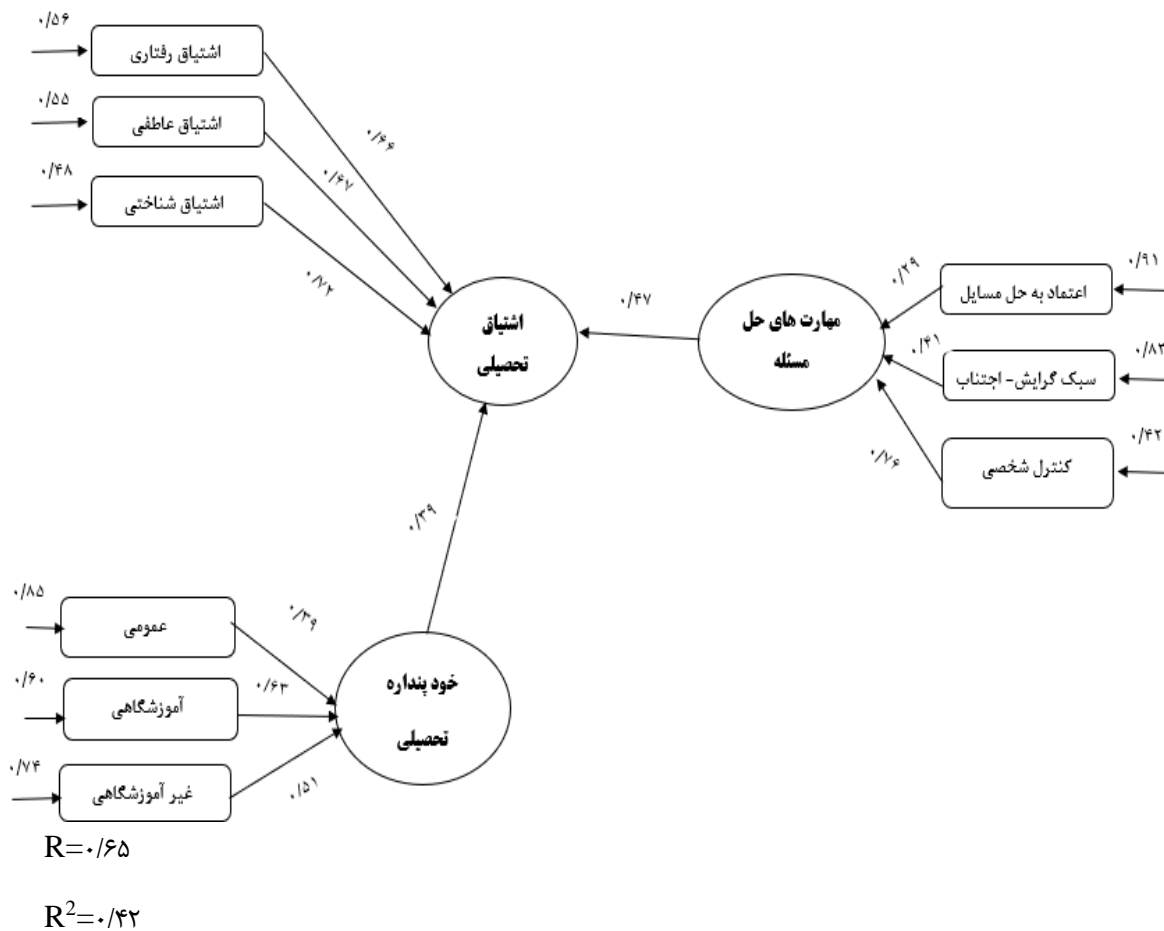 ۰/۵۶
اشتیاق رفتاری
۰/۵۵
اشتیاق عاطفی
۰/۴۸
اشتیاق شناختی
۰/۶۶
۰/۶۷
۰/۷۲
اشتیاق
تحصیلی
۰/۴۷
مهارت های حل
مسئله
۰/۲۹
۰/۴۱
۰/۷۶
۰/۹۱
اعتماد به حل مسایل
۰/۸۳
سبک گرایش- اجتناب
۰/۴۲
کنترل شخصی
۰/۳۹
۰/۸۵
عمومی
۰/۶۰
آموزشگاهی
۰/۷۴
غیر آموزشگاهی
۰/۳۹
۰/۶۳
۰/۵۱
خود پنداره
تحصیلی
R=۰/۶۵
R²=۰/۴۲